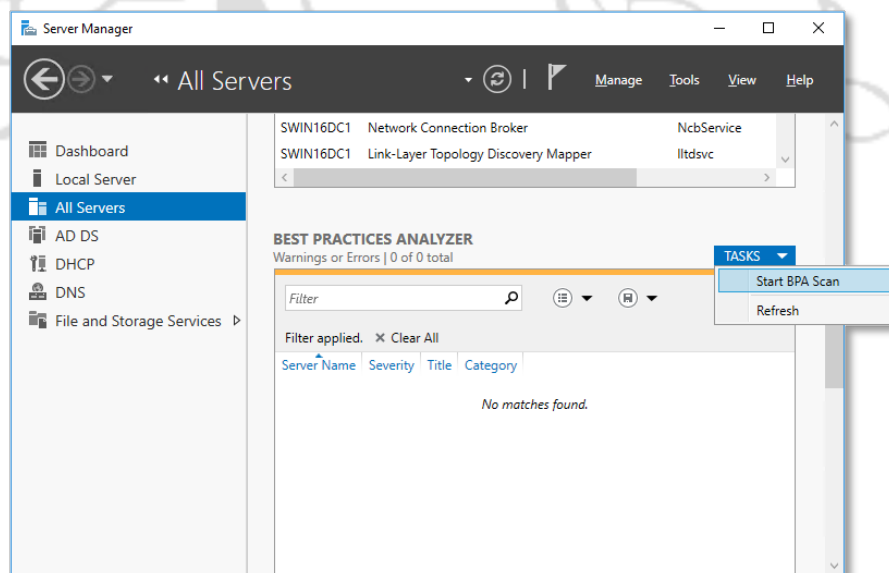 Server Manager
All Servers
Manage Tools View Help
Dashboard
Local Server
All Servers
AD DS
DHCP
DNS
File and Storage Services
SWIN16DC1 Network Connection Broker NcbService
SWIN16DC1 Link-Layer Topology Discovery Mapper lltdsvc
BEST PRACTICES ANALYZER
Warnings or Errors | 0 of 0 total
TASKS
Start BPA Scan
Refresh
Filter
Filter applied. Clear All
Server Name Severity Title Category
No matches found.